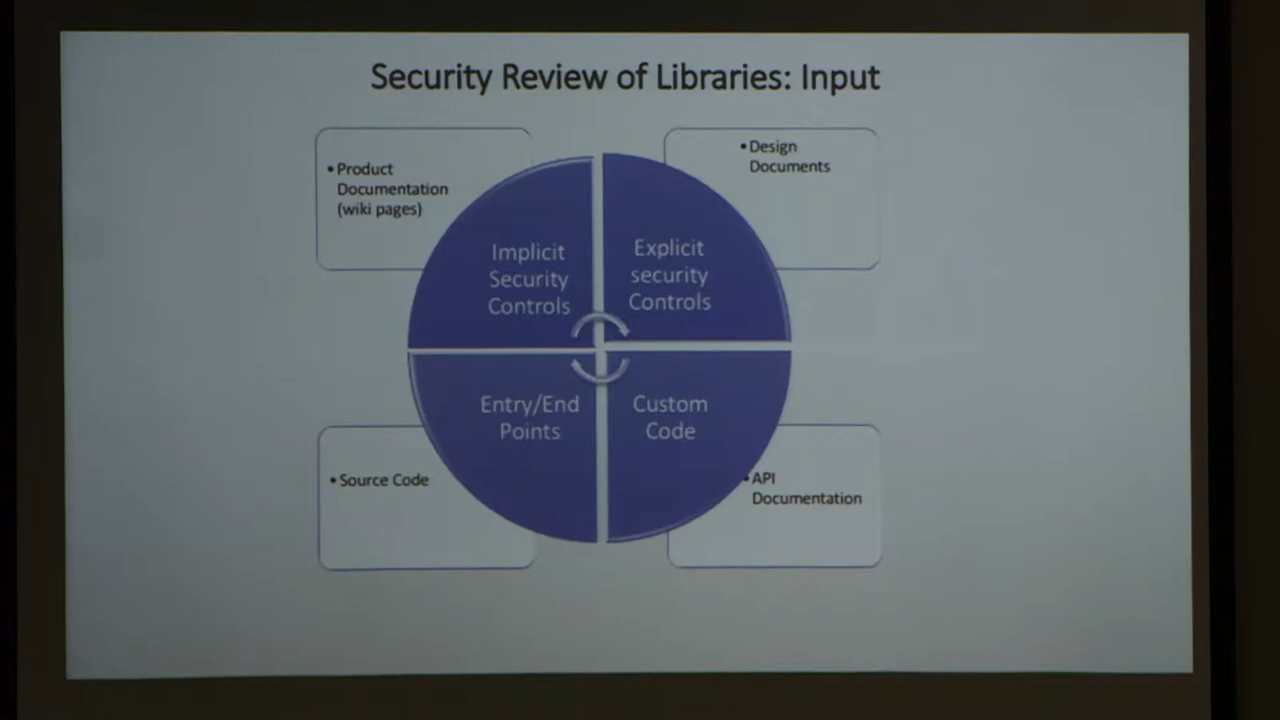 Security Review of Libraries: Input
• Product
Documentation
(wiki pages)
• Design
Documents
Implicit
Security
Controls
Explicit
security
Controls
Entry/End
Points
Custom
Code
• Source Code
• API
Documentation